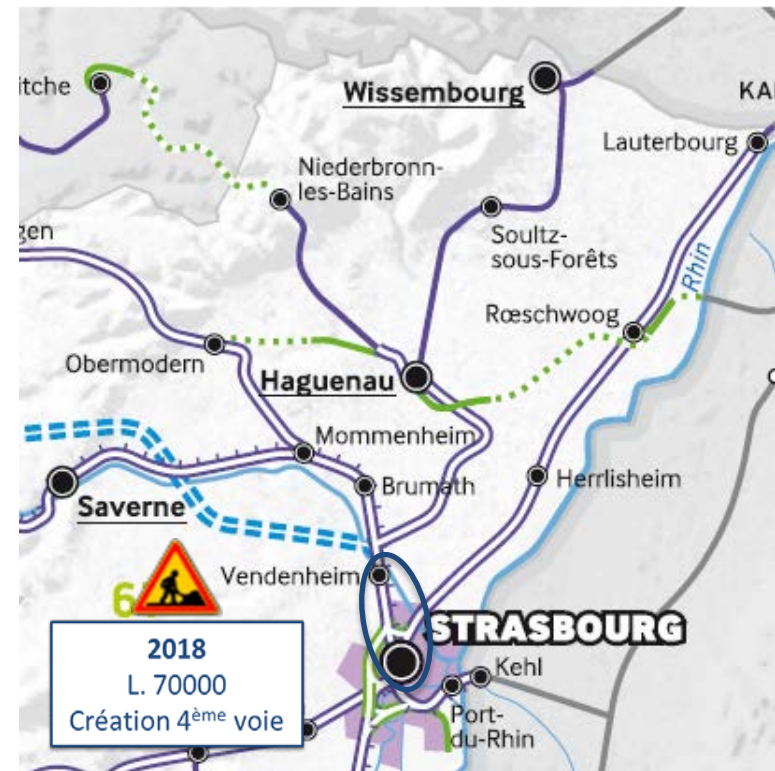 itche
Wissembourg
KA
Lauterbourg
Niederbronn-
les-Bains
gen
Soultz-
sous-Forêts
Rhin
Rœschwoog
Obermodern
Haguenau
Mommenheim
Brumath
Herrlisheim
Saverne
Vendenheim
6
STRASBOURG
2018
L. 70000
Création 4ème voie
Kehl
Port-
du-Rhin